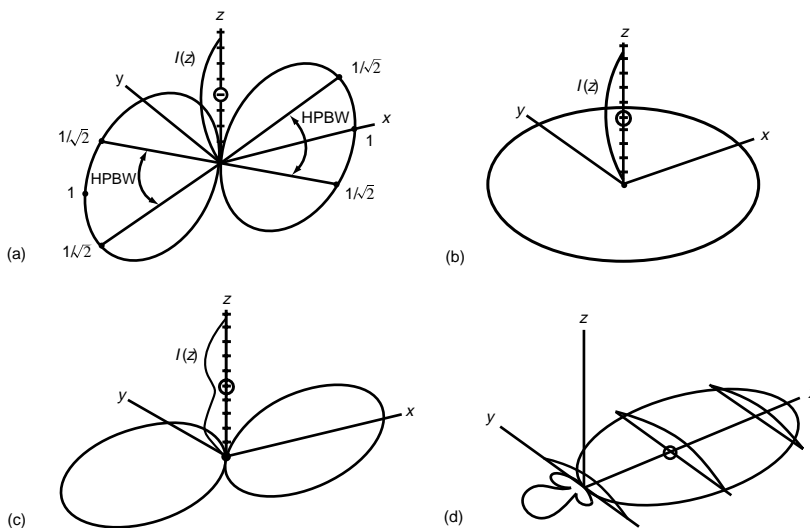 z
I(z)
y
1/√2
x
1/√2
HPBW
1
HPBW
1
1/√2
1/√2
(a)
z
I(z)
y
x
(b)
z
I(z)
y
x
(c)
z
y
(d)